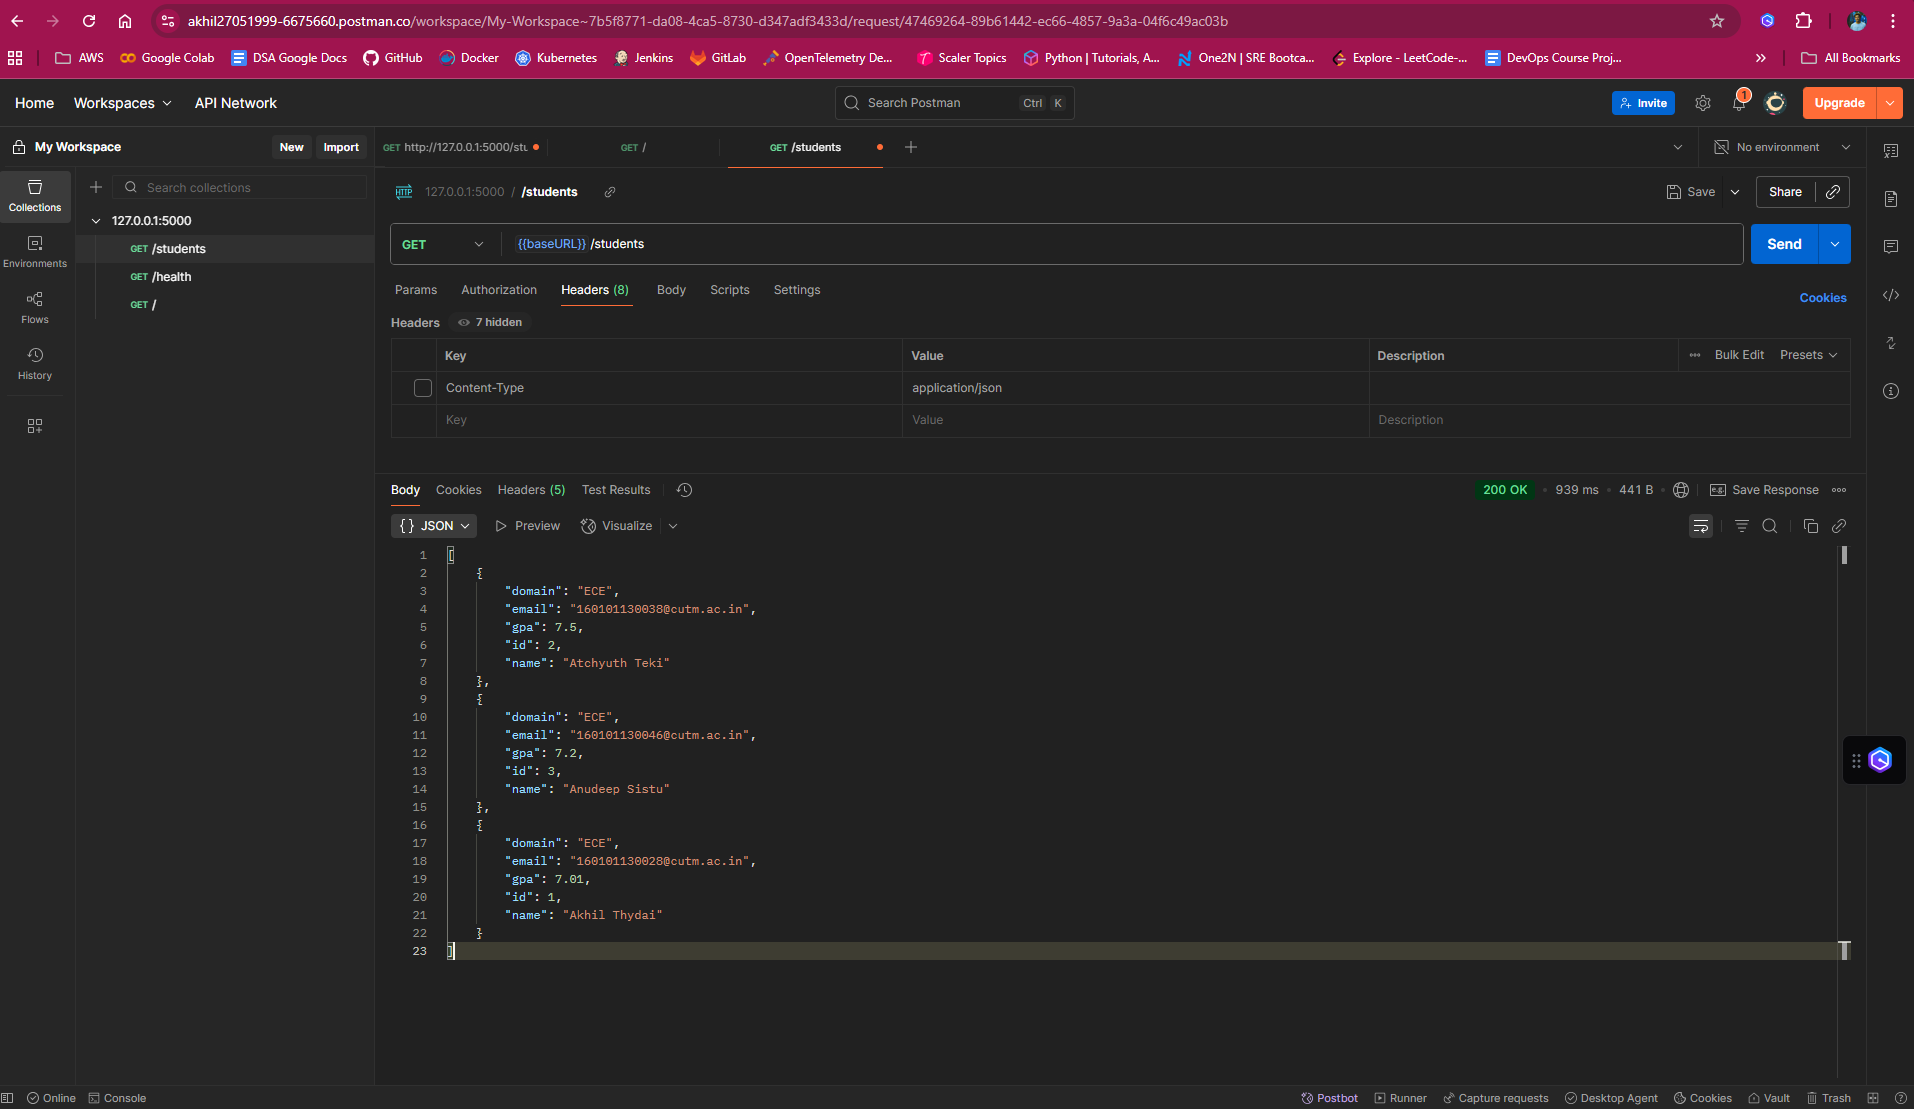 akhil27051999-6675660.postman.co/workspace/My-Workspace~7b5f8771-da08-4ca5-8730-d347adf3433d/request/47469264-89b61442-ec66-4857-9a3a-04f6c49ac03b
AWS Google Colab DSA Google Docs GitHub Docker Kubernetes Jenkins GitLab OpenTelemetry De... Scaler Topics Python | Tutorials, A... One2N | SRE Bootca... Explore - LeetCode-... DevOps Course Proj... » All Bookmarks
Home Workspaces API Network Search Postman Ctrl K Invite 1 Upgrade
My Workspace New Import GET http://127.0.0.1:5000/stu GET / GET /students No environment
Search collections
Collections
Environments
Flows
History
127.0.0.1:5000
GET /students
GET /health
GET /
HTTP 127.0.0.1:5000 / /students Save Share
GET {{baseURL}} /students Send
Params Authorization Headers (8) Body Scripts Settings Cookies
Headers 7 hidden
Key Value Description Bulk Edit Presets
Content-Type application/json
Key Value Description
Body Cookies Headers (5) Test Results 200 OK 939 ms 441 B e.g. Save Response
{} JSON Preview Visualize
1 [
2 {
3 "domain": "ECE",
4 "email": "160101130038@cutm.ac.in",
5 "gpa": 7.5,
6 "id": 2,
7 "name": "Atchyuth Teki"
8 },
9 {
10 "domain": "ECE",
11 "email": "160101130046@cutm.ac.in",
12 "gpa": 7.2,
13 "id": 3,
14 "name": "Anudeep Sistu"
15 },
16 {
17 "domain": "ECE",
18 "email": "160101130028@cutm.ac.in",
19 "gpa": 7.01,
20 "id": 1,
21 "name": "Akhil Thydai"
22 }
23 ]
Online Console Postbot Runner Capture requests Desktop Agent Cookies Vault Trash